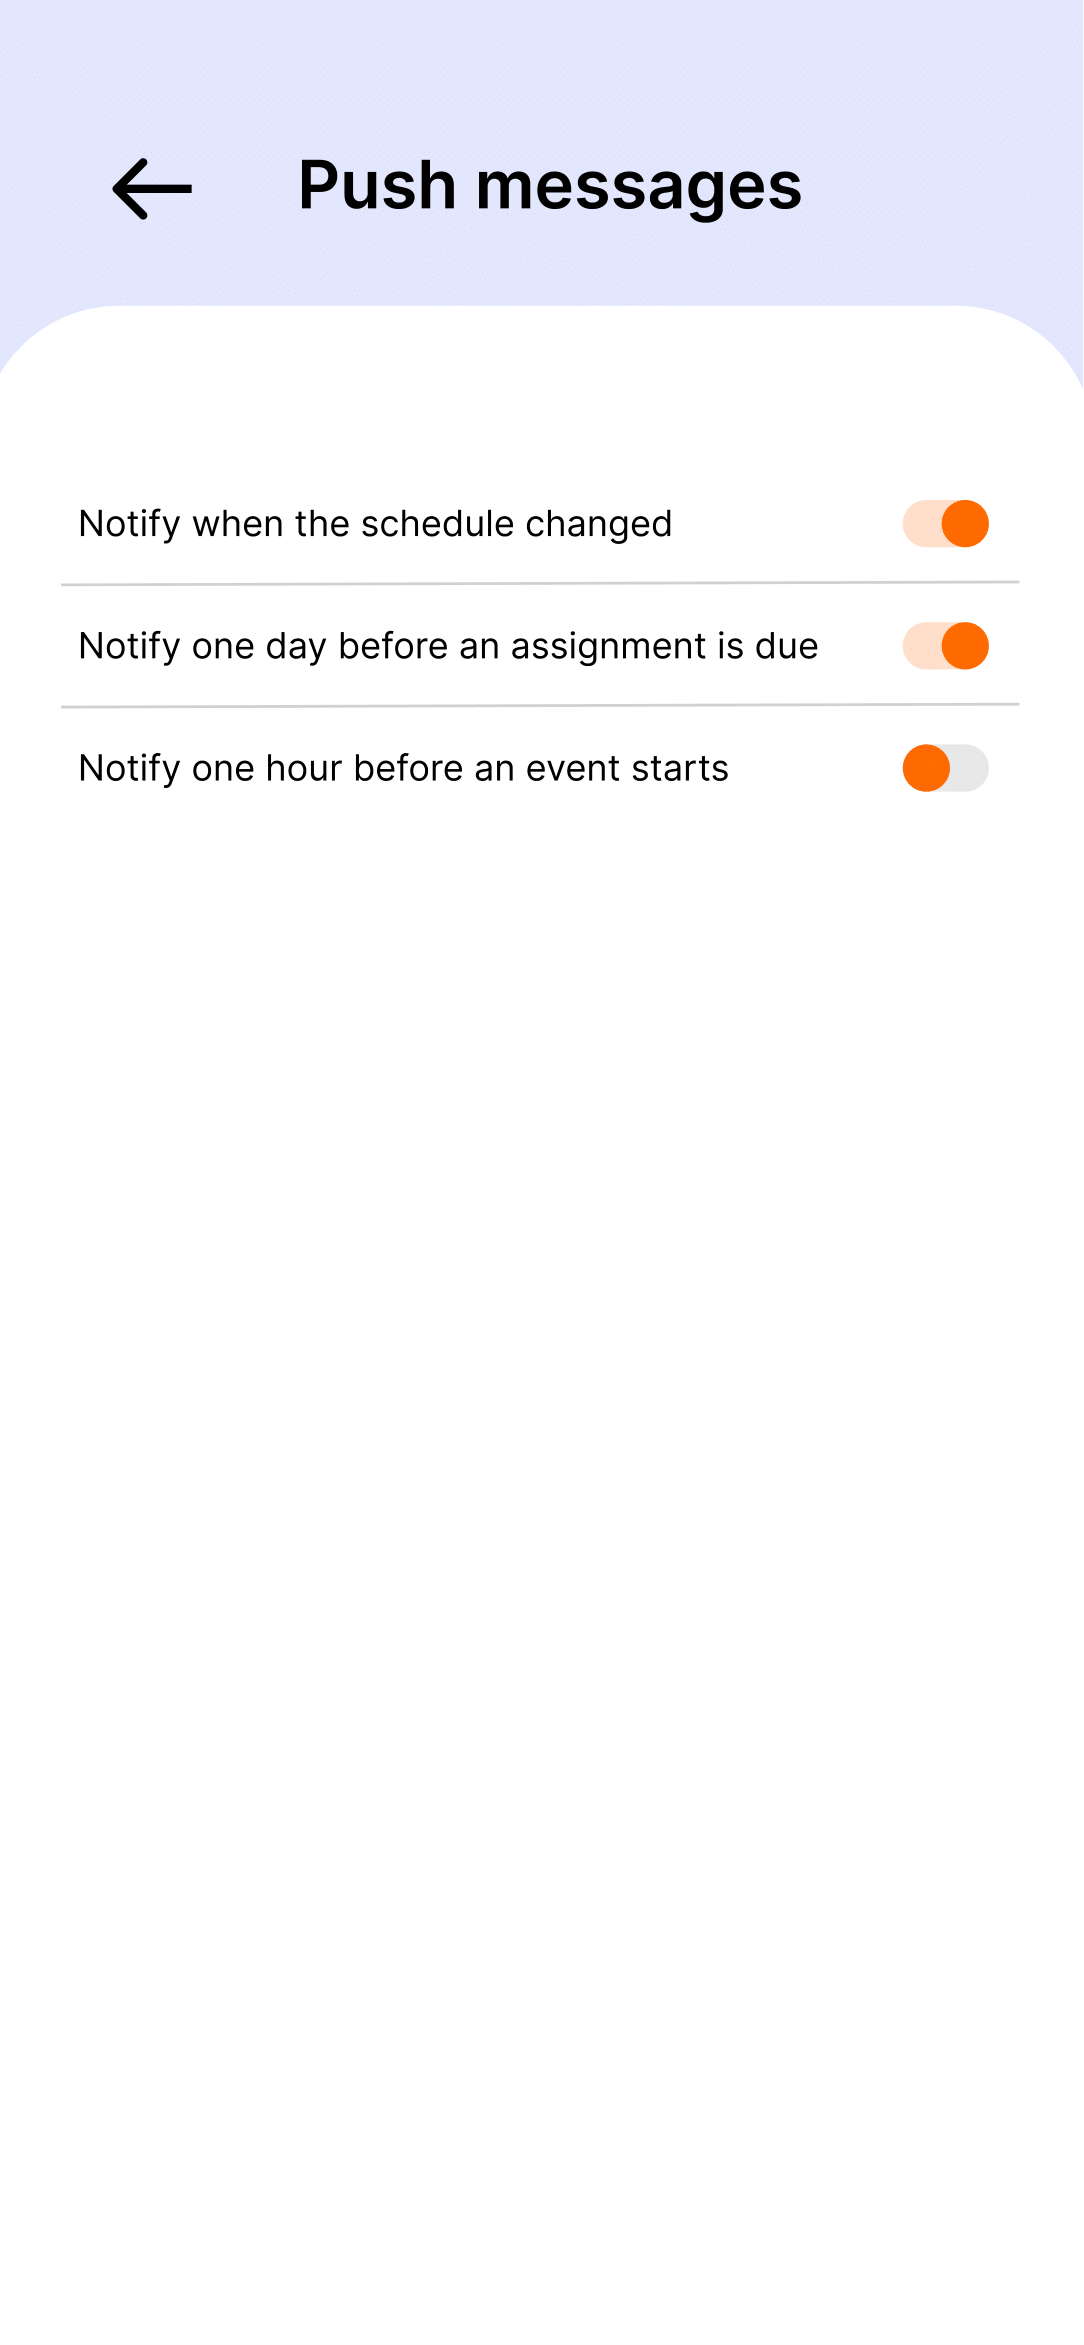 Push messages
Notify when the schedule changed
Notify one day before an assignment is due
Notify one hour before an event starts